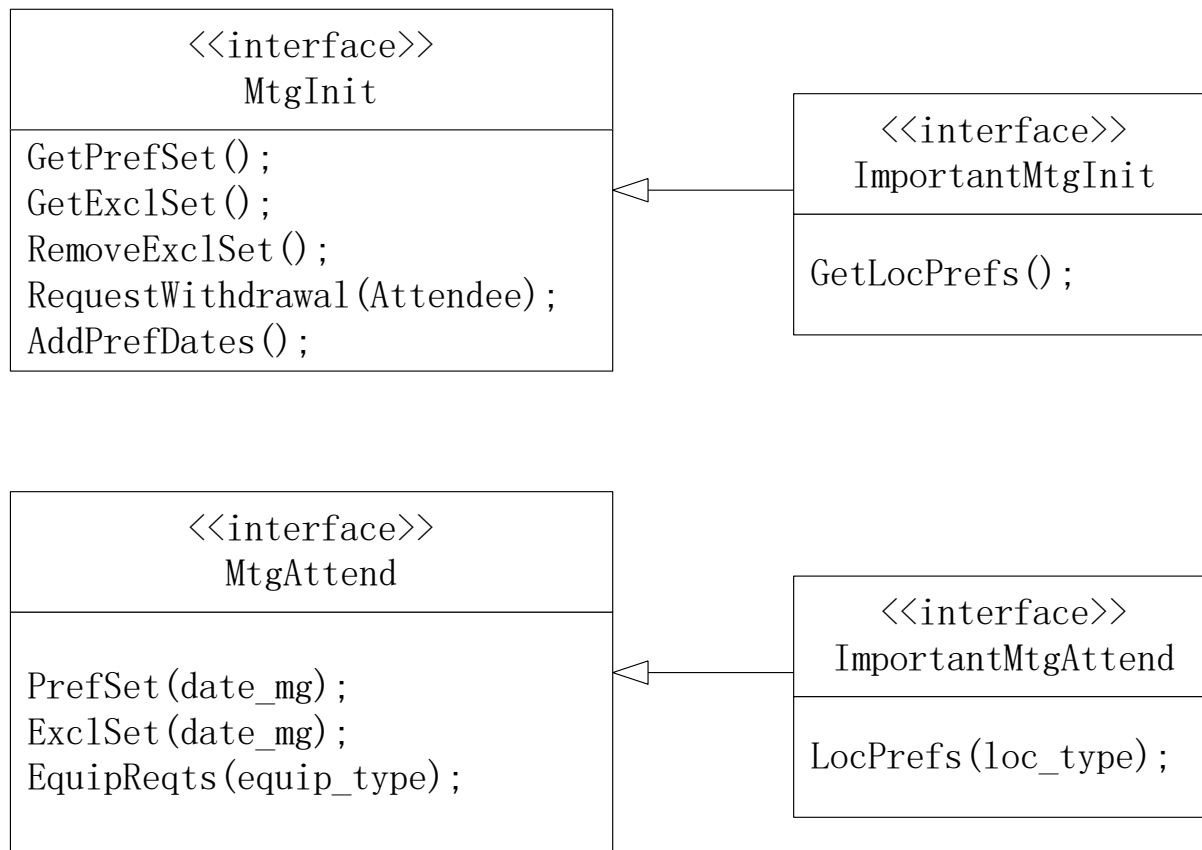 <<interface>>
MtgInit
GetPrefSet();
GetExclSet();
RemoveExclSet();
RequestWithdrawal(Attendee);
AddPrefDates();
<<interface>>
ImportantMtgInit
GetLocPrefs();
<<interface>>
MtgAttend
PrefSet(date_mg);
ExclSet(date_mg);
EquipReqts(equip_type);
<<interface>>
ImportantMtgAttend
LocPrefs(loc_type);